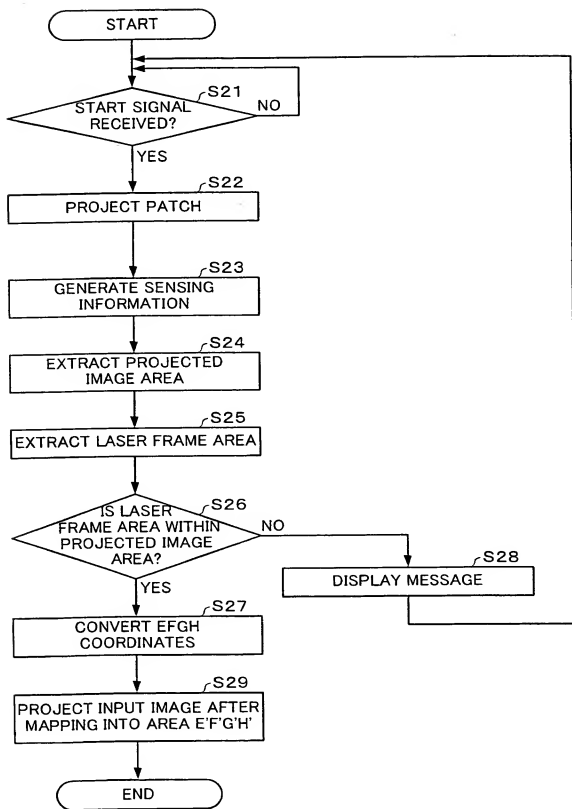 START
S21
START SIGNAL
RECEIVED?
NO
YES
S22
PROJECT PATCH
S23
GENERATE SENSING
INFORMATION
S24
EXTRACT PROJECTED
IMAGE AREA
S25
EXTRACT LASER FRAME AREA
S26
IS LASER
FRAME AREA WITHIN
PROJECTED IMAGE
AREA?
NO
YES
S28
DISPLAY MESSAGE
S27
CONVERT EFGH
COORDINATES
S29
PROJECT INPUT IMAGE AFTER
MAPPING INTO AREA E'F'G'H'
END